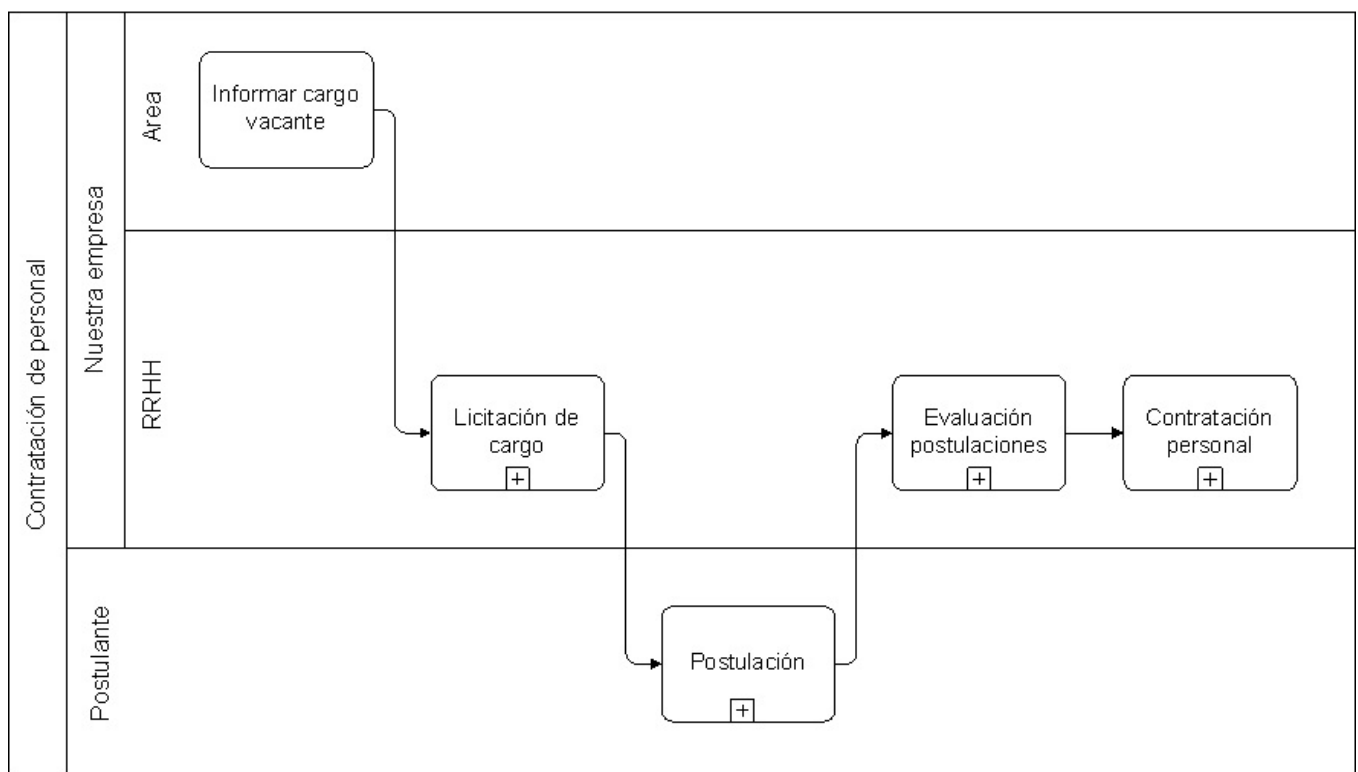 Contratación de personal
Nuestra empresa
Area
Informar cargo
vacante
RRHH
Licitación de
cargo
Evaluación
postulaciones
Contratación
personal
Postulante
Postulación